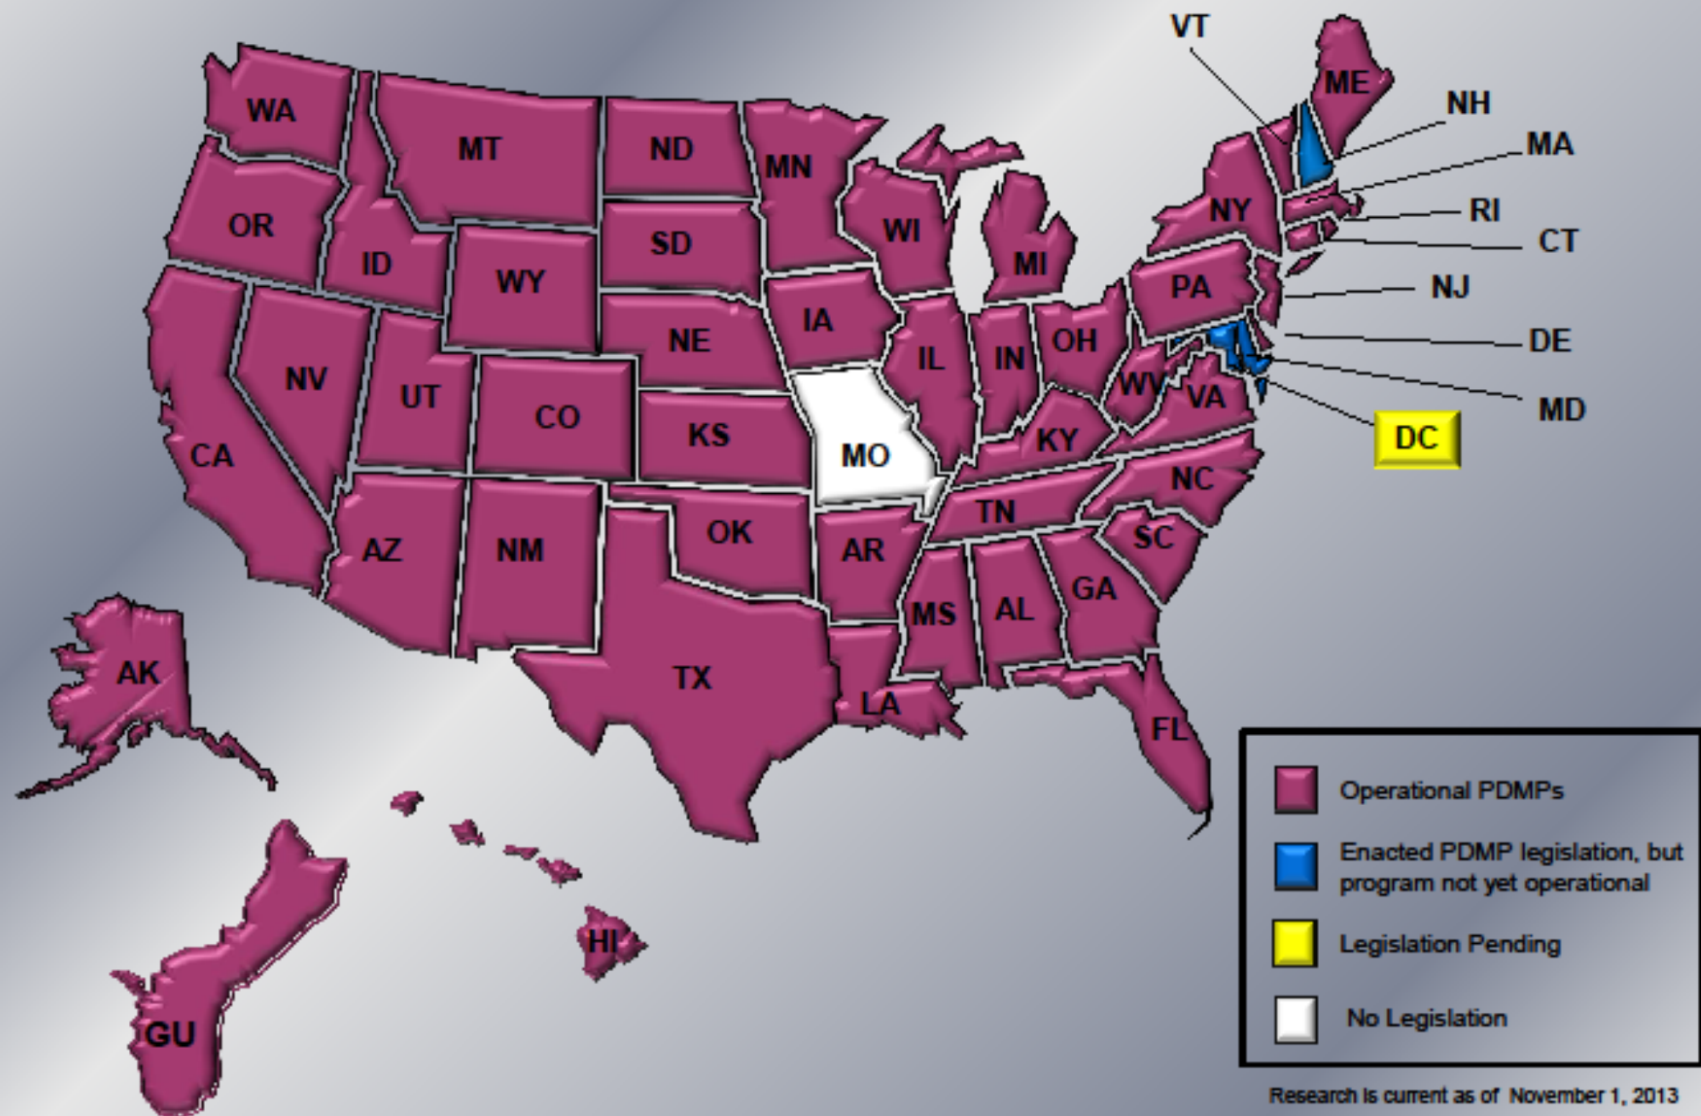 VT
ME
WA
NH
MT
ND
MN
MA
OR
NY
RI
WI
SD
CT
ID
MI
WY
PA
NJ
IA
NE
OH
DE
IL
IN
NV
UT
WV
VA
MD
CO
KS
KY
DC
CA
MO
NC
TN
OK
SC
AZ
NM
AR
GA
MS
AL
AK
TX
LA
FL
HI
GU
Operational PDMPs
Enacted PDMP legislation, but
program not yet operational
Legislation Pending
No Legislation
Research is current as of November 1, 2013